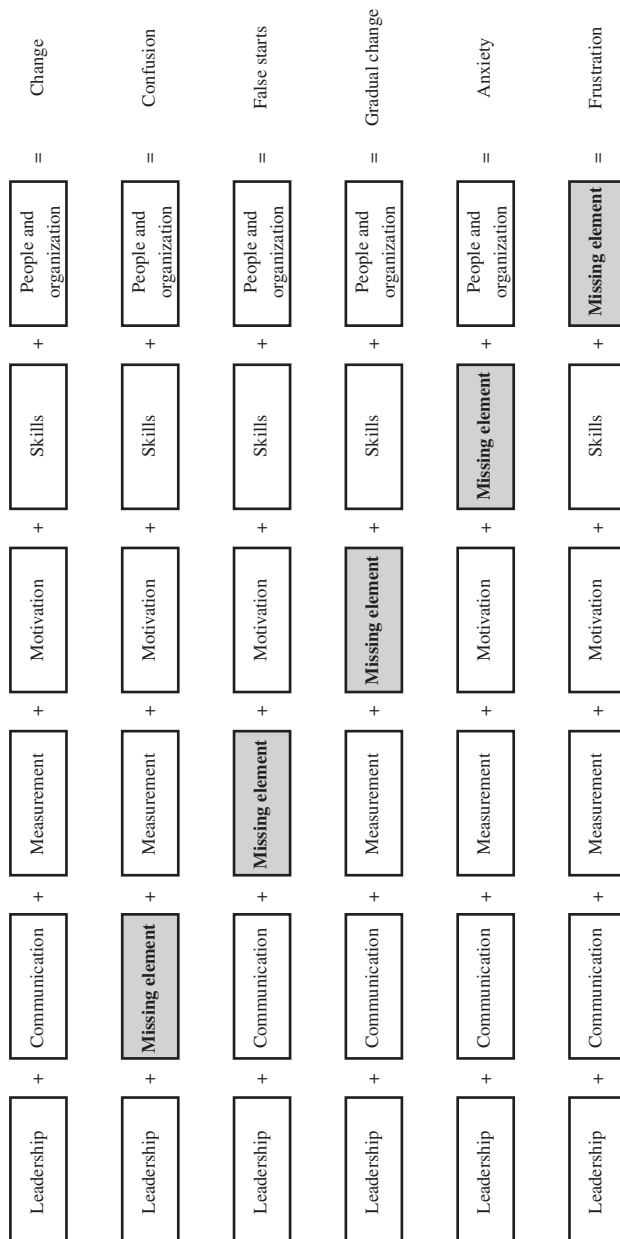 Leadership + Communication + Measurement + Motivation + Skills + People and
organization = Change
Leadership + Missing element + Measurement + Motivation + Skills + People and
organization = Confusion
Leadership + Communication + Missing element + Motivation + Skills + People and
organization = False starts
Leadership + Communication + Measurement + Missing element + Skills + People and
organization = Gradual change
Leadership + Communication + Measurement + Motivation + Missing element + People and
organization = Anxiety
Leadership + Communication + Measurement + Motivation + Skills + Missing element = Frustration